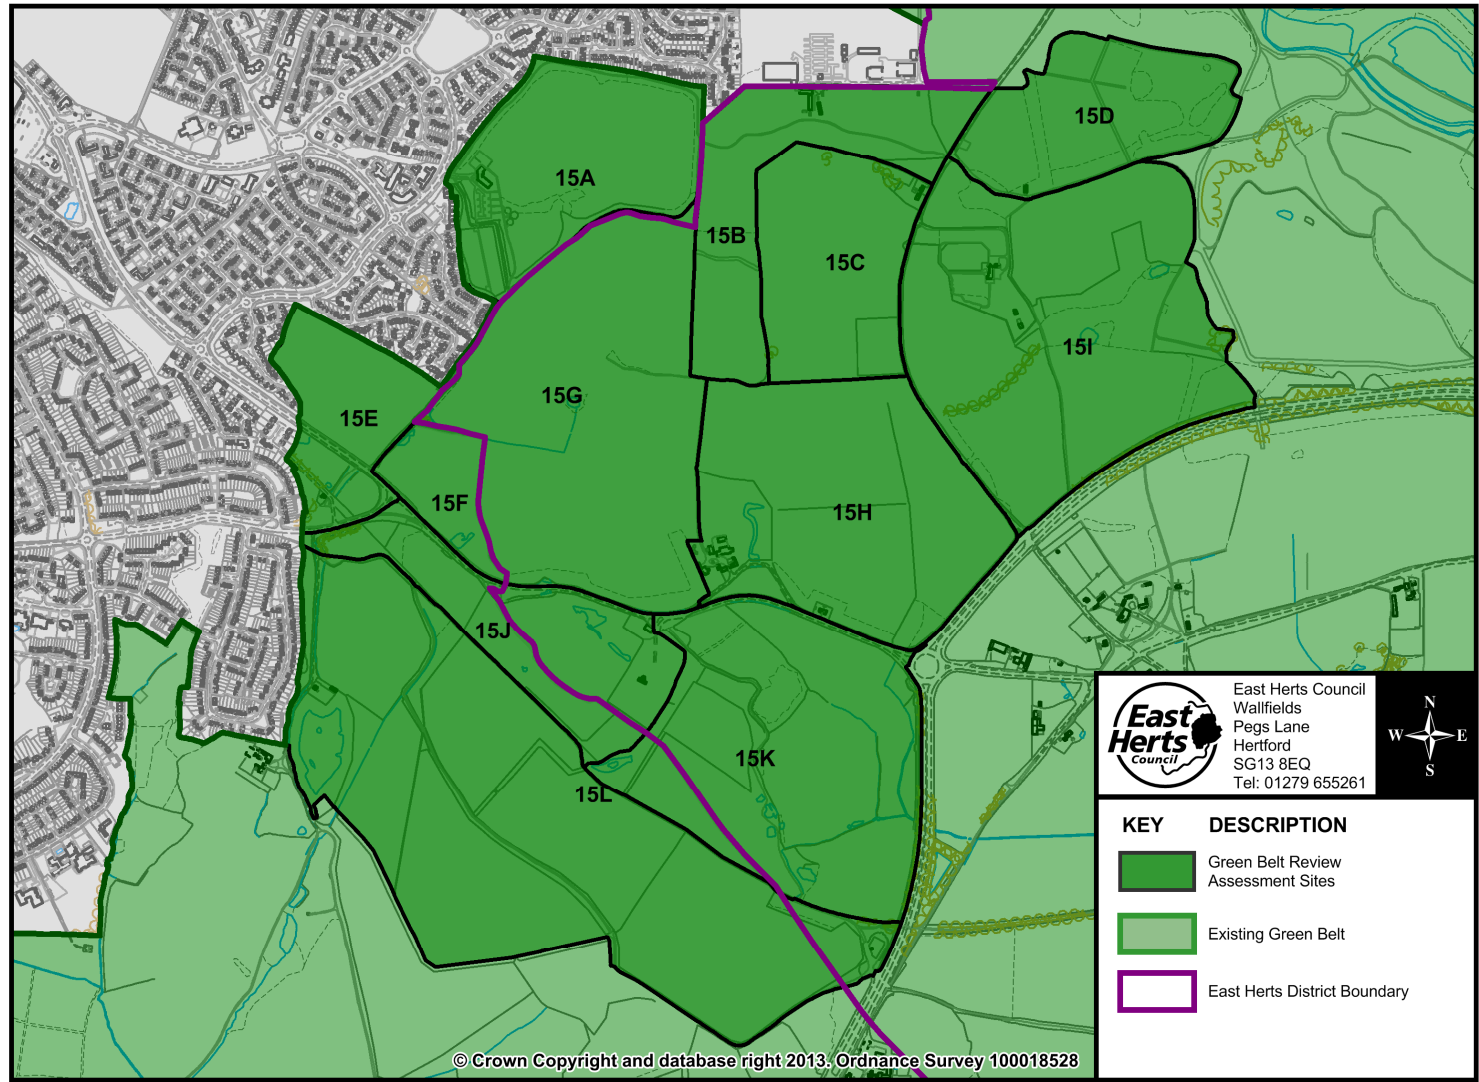 15A
15B
15C
15D
15E
15F
15G
15H
15I
15J
15K
15L
East
Herts
Council
East Herts Council
Wallfields
Pegs Lane
Hertford
SG13 8EQ
Tel: 01279 655261
N
W E
S
KEY DESCRIPTION
Green Belt Review
Assessment Sites
Existing Green Belt
East Herts District Boundary
© Crown Copyright and database right 2013. Ordnance Survey 100018528